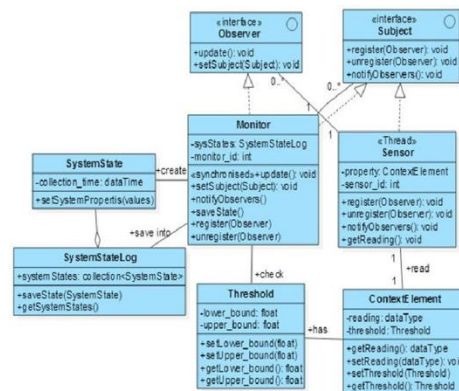 «interface»
Observer
+update(): void
+setSubject(Subject): void
«interface»
Subject
+register(Observer): void
+unregister(Observer): void
+notifyObservers(): void
0..*
0..*
1
1
Monitor
-sysStates: SystemStateLog
-monitor_id: int
«synchronised»+update(): void
+setSubject(Subject): void
+notifyObservers()
+saveState()
+register(Observer)
+unregister(Observer)
«Thread»
Sensor
-property: ContextElement
-sensor_id: int
+register(Observer): void
+unregister(Observer): void
+notifyObservers(): void
+getReading(): void
SystemState
-collection_time: dataTime
+setSystemPropertis(values)
+create
+save into
SystemStateLog
+systemStates: collection<SystemState>
+saveState(SystemState)
+getSystemStates()
+check
1
+read
1
Threshold
-lower_bound: float
-upper_bound: float
+setLower_bound(float)
+setUpper_bound(float)
+getLower_bound(): float
+getUpper_bound(): float
+has
ContextElement
-reading: dataType
-threshold: Threshold
+getReading(): dataType
+setReading(dataType): void
+setThreshold(Threshold)
+getThreshold(): Threshold